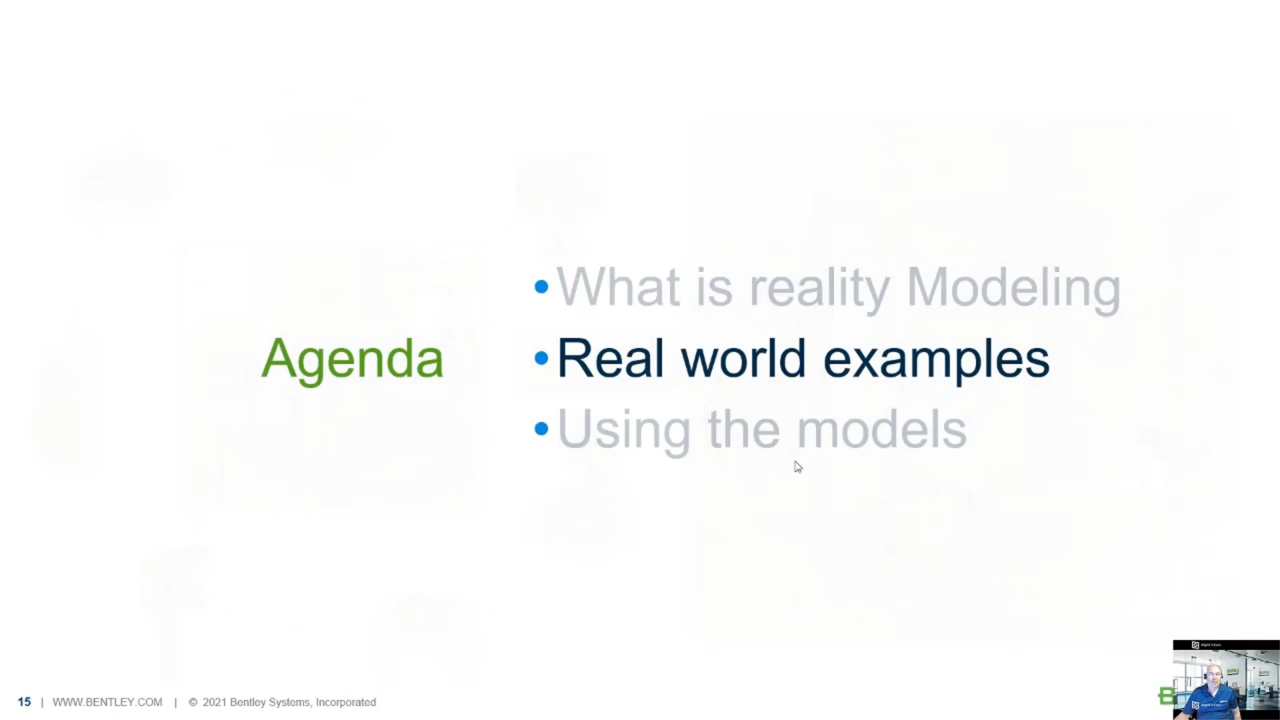 Agenda
•What is reality Modeling
•Real world examples
•Using the models
15 | WWW.BENTLEY.COM | © 2021 Bentley Systems, Incorporated